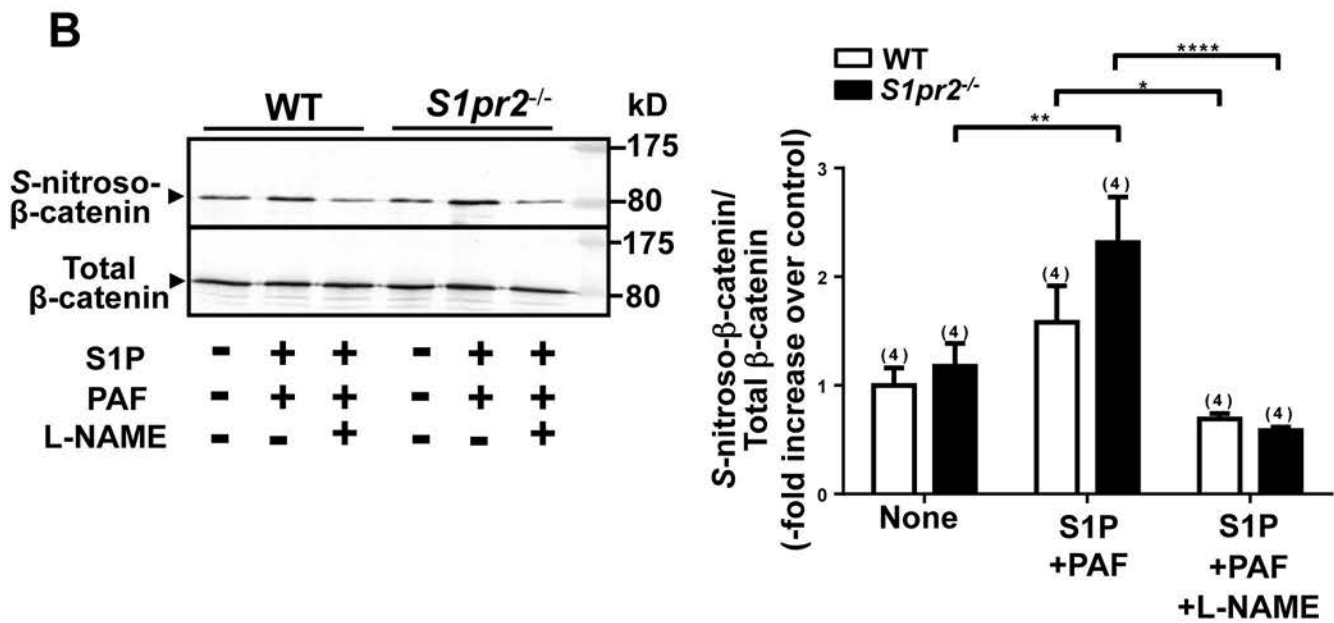 B
WT
S1pr2-/-
kD
S-nitroso-
β-catenin
175
80
Total
β-catenin
175
80
S1P - + + - + +
PAF - + + - + +
L-NAME - - + - - +
WT
S1pr2-/-
****
*
**
S-nitroso-β-catenin/
Total β-catenin
(-fold increase over control)
3
2
1
0
(4)
(4)
(4)
(4)
(4)
(4)
None
S1P
+PAF
S1P
+PAF
+L-NAME